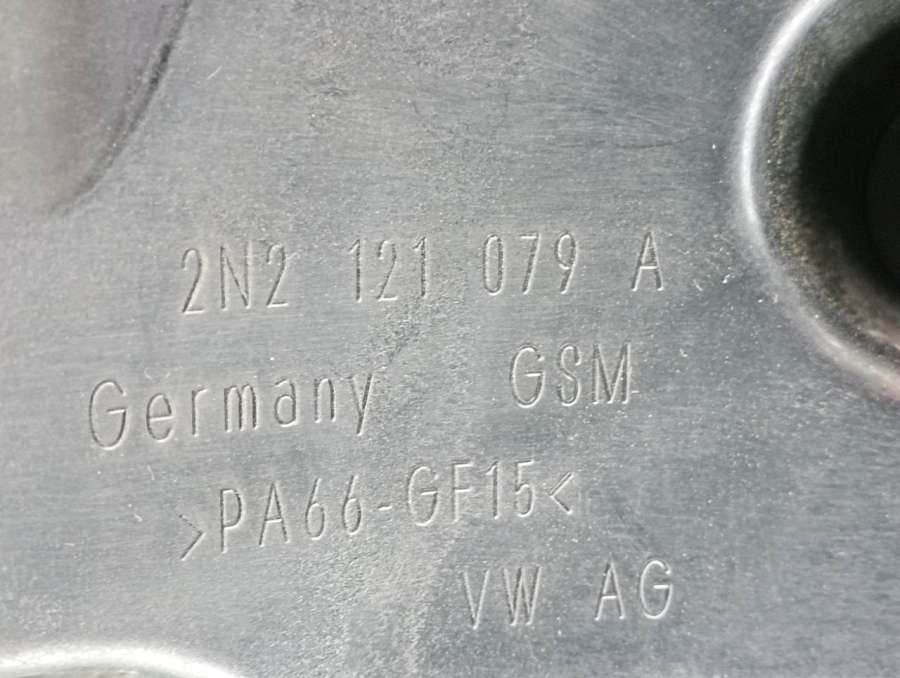 2N2 121 079 A
Germany GSM
>PA66-GF15<
VW AG